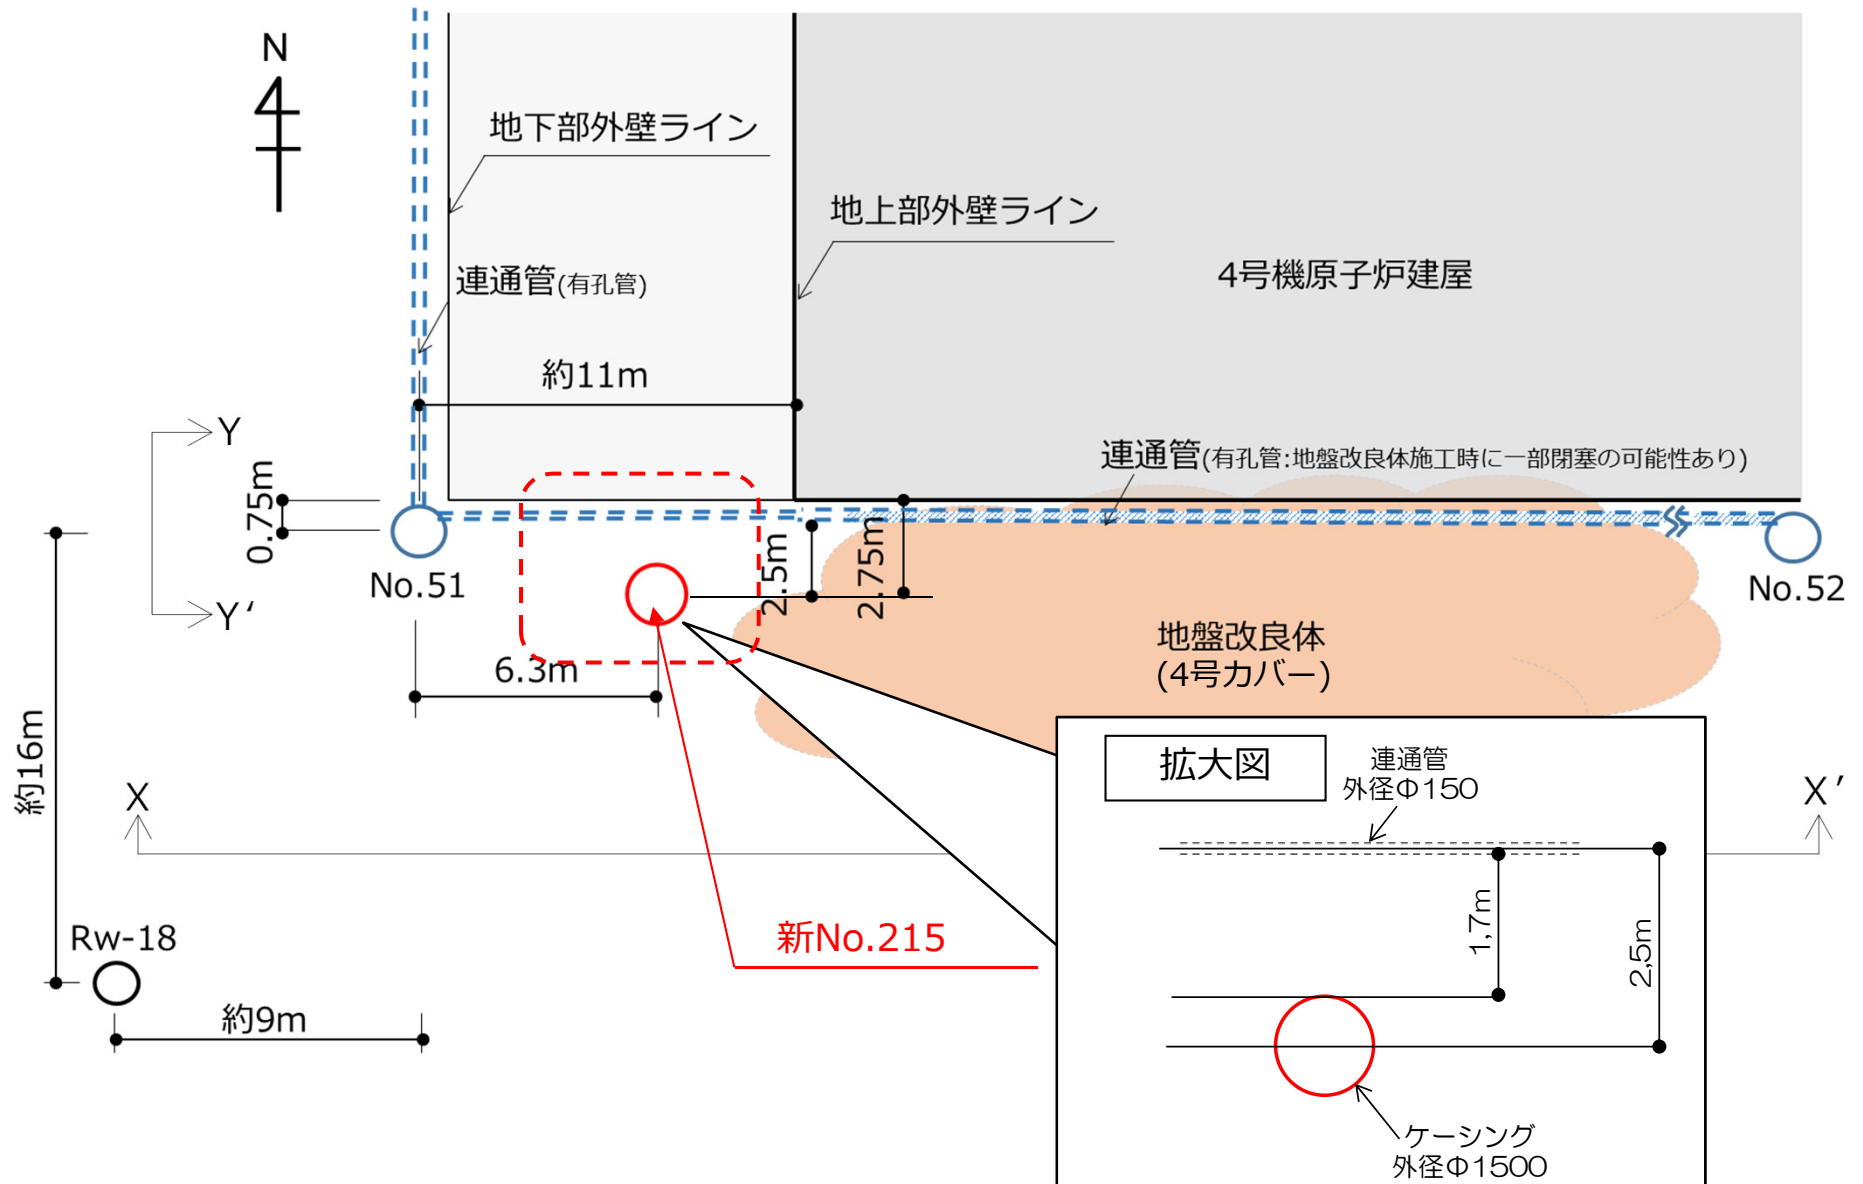 N
地下部外壁ライン
地上部外壁ライン
連通管(有孔管)
4号機原子炉建屋
約11m
Y
連通管(有孔管:地盤改良体施工時に一部閉塞の可能性あり)
0.75m
2.5m
2.75m
No.51
No.52
Y′
地盤改良体
(4号カバー)
6.3m
約16m
拡大図
連通管
外径Φ150
X
X′
1,7m
2,5m
新No.215
Rw-18
約9m
ケーシング
外径Φ1500